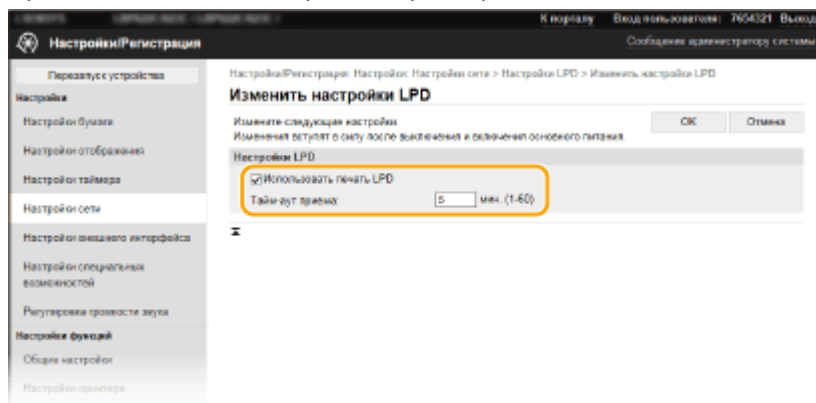 К порталу Вход пользователя: 7654321 Выход
Настройки/Регистрация
Сообщение администратору системы
Перезапуск устройства
Настройки
Настройки бумаги
Настройки отображения
Настройки таймера
Настройки сети
Настройки внешнего интерфейса
Настройки специальных
возможностей
Регулировка громкости звука
Настройки функций
Общие настройки
Настройки принтера
Настройки/Регистрация: Настройки: Настройки сети > Настройки LPD > Изменить настройки LPD
Изменить настройки LPD
Измените следующие настройки.
Изменения вступят в силу после выключения и включения основного питания.
OK Отмена
Настройки LPD
Использовать печать LPD
Тайм-аут приема: 5 мин. (1-60)